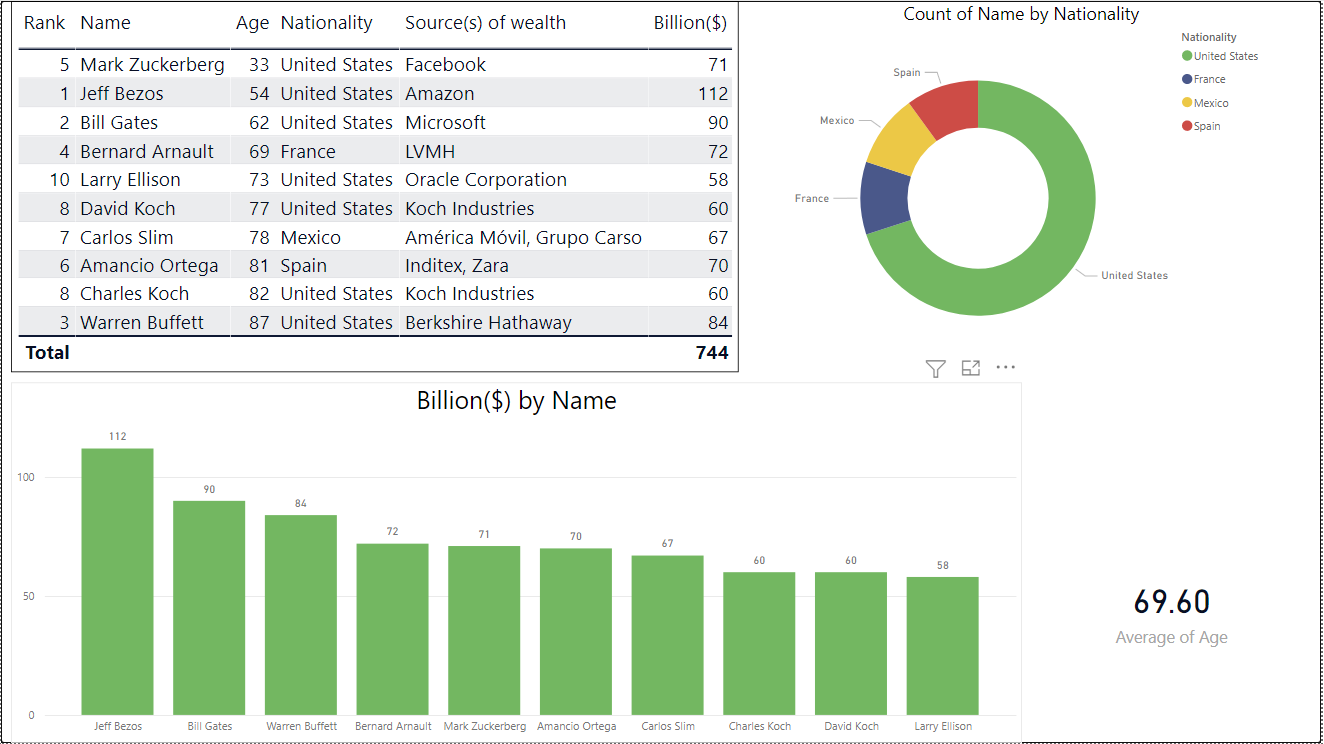 Rank Name Age Nationality Source(s) of wealth Billion($)
5 Mark Zuckerberg 33 United States Facebook 71
1 Jeff Bezos 54 United States Amazon 112
2 Bill Gates 62 United States Microsoft 90
4 Bernard Arnault 69 France LVMH 72
10 Larry Ellison 73 United States Oracle Corporation 58
8 David Koch 77 United States Koch Industries 60
7 Carlos Slim 78 Mexico América Móvil, Grupo Carso 67
6 Amancio Ortega 81 Spain Inditex, Zara 70
8 Charles Koch 82 United States Koch Industries 60
3 Warren Buffett 87 United States Berkshire Hathaway 84
Total 744
Count of Name by Nationality
Nationality
United States
France
Mexico
Spain
Spain
Mexico
France
United States
Billion($) by Name
112
90
84
72
71
70
67
60
60
58
100
50
0
Jeff Bezos Bill Gates Warren Buffett Bernard Arnault Mark Zuckerberg Amancio Ortega Carlos Slim Charles Koch David Koch Larry Ellison
69.60
Average of Age